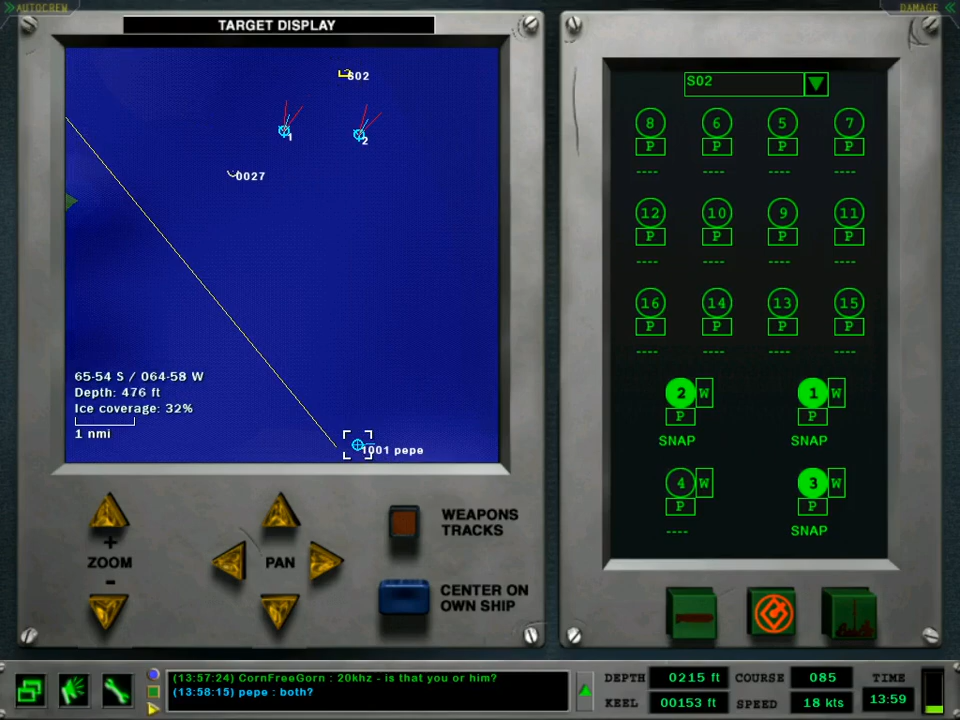 AUTOCREW
DAMAGE
TARGET DISPLAY
S02
S02
1
2
0027
8 6 5 7
P P P P
---- ---- ---- ----
12 10 9 11
P P P P
---- ---- ---- ----
16 14 13 15
P P P P
---- ---- ---- ----
2 W 1 W
P P
SNAP SNAP
4 W 3 W
P P
---- SNAP
65-54 S / 064-58 W
Depth: 476 ft
Ice coverage: 32%
1 nmi
1001 pepe
+
ZOOM
-
PAN
WEAPONS
TRACKS
CENTER ON
OWN SHIP
(13:57:24) CornFreeGorn : 20khz - is that you or him?
(13:58:15) pepe : both?
DEPTH 0215 ft COURSE 085 TIME
KEEL 00153 ft SPEED 18 kts 13:59